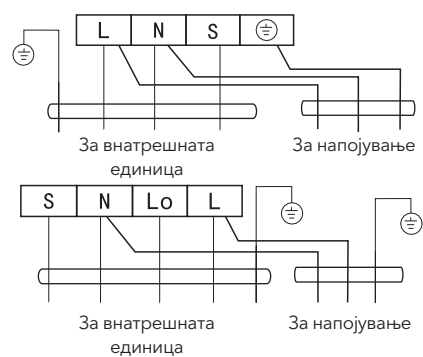 L N S
За внатрешната
единица
За напојување
S N Lo L
За внатрешната
единица
За напојување